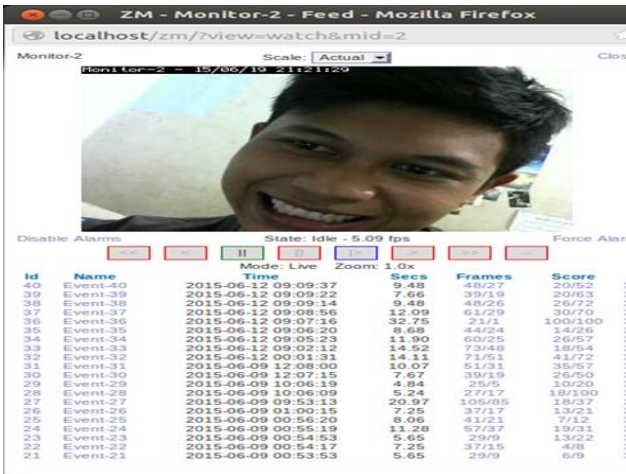 ZM - Monitor-2 - Feed - Mozilla Firefox
localhost/zm/?view=watch&mid=2
Monitor-2 Scale: Actual Clos
Monitor-2 - 15/06/19 21:21:29
Disable Alarms State: Idle - 5.09 fps Force Alar
<< < II [] |> > >> –
Mode: Live Zoom: 1.0x
Id Name Time Secs Frames Score
40 Event-40 2015-06-12 09:09:37 9.48 48/27 20/52
39 Event-39 2015-06-12 09:09:22 7.66 39/19 20/63
38 Event-38 2015-06-12 09:09:14 9.48 48/26 26/72
37 Event-37 2015-06-12 09:08:56 12.09 61/29 30/70
36 Event-36 2015-06-12 09:07:16 32.75 21/1 100/100
35 Event-35 2015-06-12 09:06:20 8.68 44/24 14/26
34 Event-34 2015-06-12 09:05:23 11.90 60/25 26/57
33 Event-33 2015-06-12 09:02:12 14.52 73/48 18/54
32 Event-32 2015-06-12 00:01:31 14.11 71/51 41/72
31 Event-31 2015-06-09 12:08:00 10.07 51/31 35/57
30 Event-30 2015-06-09 12:07:15 7.67 39/19 26/50
29 Event-29 2015-06-09 10:06:19 4.84 25/5 10/20
28 Event-28 2015-06-09 10:06:09 5.24 27/17 18/100
27 Event-27 2015-06-09 09:53:13 20.97 105/85 18/37
26 Event-26 2015-06-09 01:00:15 7.25 37/17 13/21
25 Event-25 2015-06-09 00:56:20 8.06 41/21 7/12
24 Event-24 2015-06-09 00:55:19 11.28 57/37 19/31
23 Event-23 2015-06-09 00:54:53 5.65 29/9 13/22
22 Event-22 2015-06-09 00:54:17 7.25 37/15 4/8
21 Event-21 2015-06-09 00:53:53 5.65 29/9 6/9